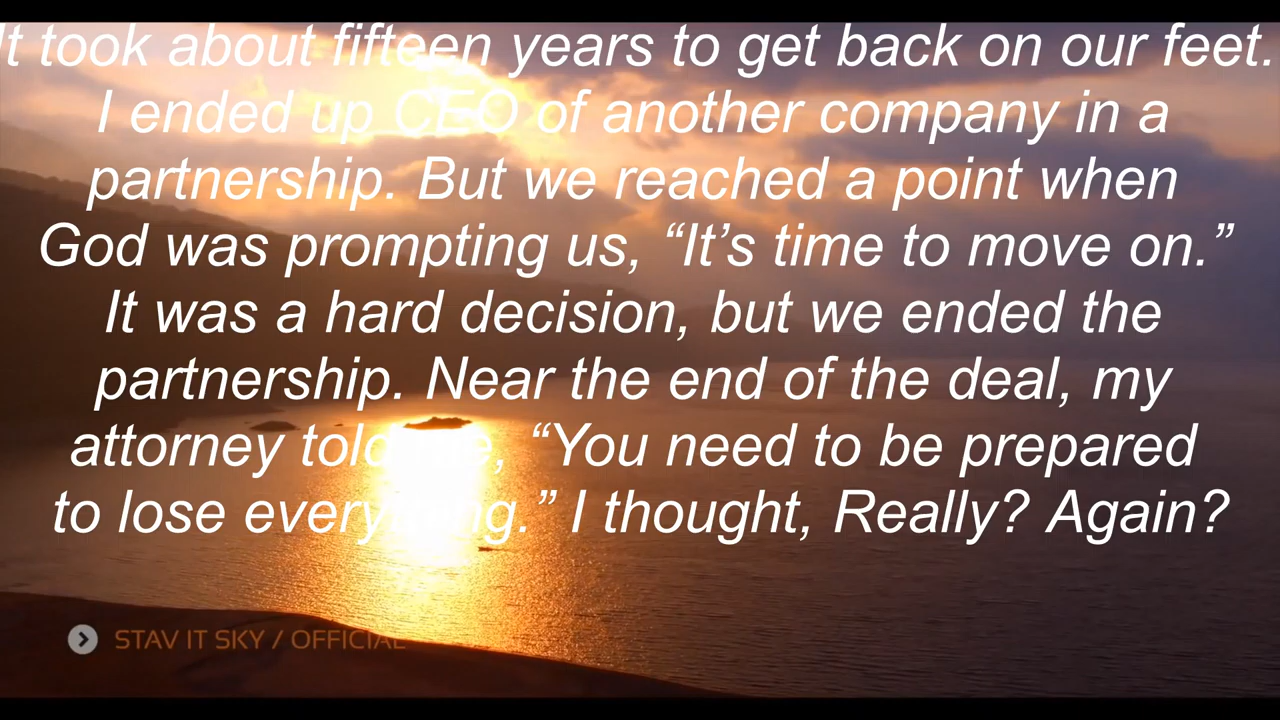 It took about fifteen years to get back on our feet.
I ended up CEO of another company in a
partnership. But we reached a point when
God was prompting us, “It’s time to move on.”
It was a hard decision, but we ended the
partnership. Near the end of the deal, my
attorney told me, “You need to be prepared
to lose everything.” I thought, Really? Again?
STAV IT SKY / OFFICIAL